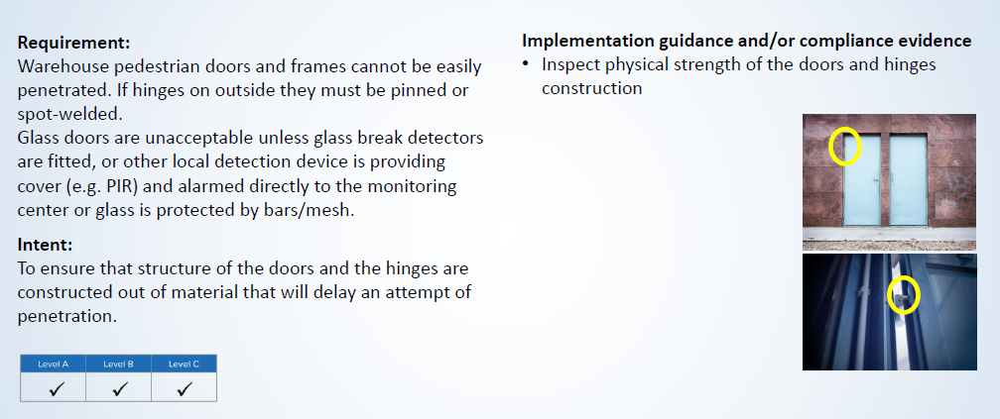 Requirement:
Warehouse pedestrian doors and frames cannot be easily
penetrated. If hinges on outside they must be pinned or
spot-welded.
Glass doors are unacceptable unless glass break detectors
are fitted, or other local detection device is providing
cover (e.g. PIR) and alarmed directly to the monitoring
center or glass is protected by bars/mesh.
Intent:
To ensure that structure of the doors and the hinges are
constructed out of material that will delay an attempt of
penetration.
Level A Level B Level C
✓ ✓ ✓
Implementation guidance and/or compliance evidence
• Inspect physical strength of the doors and hinges
construction